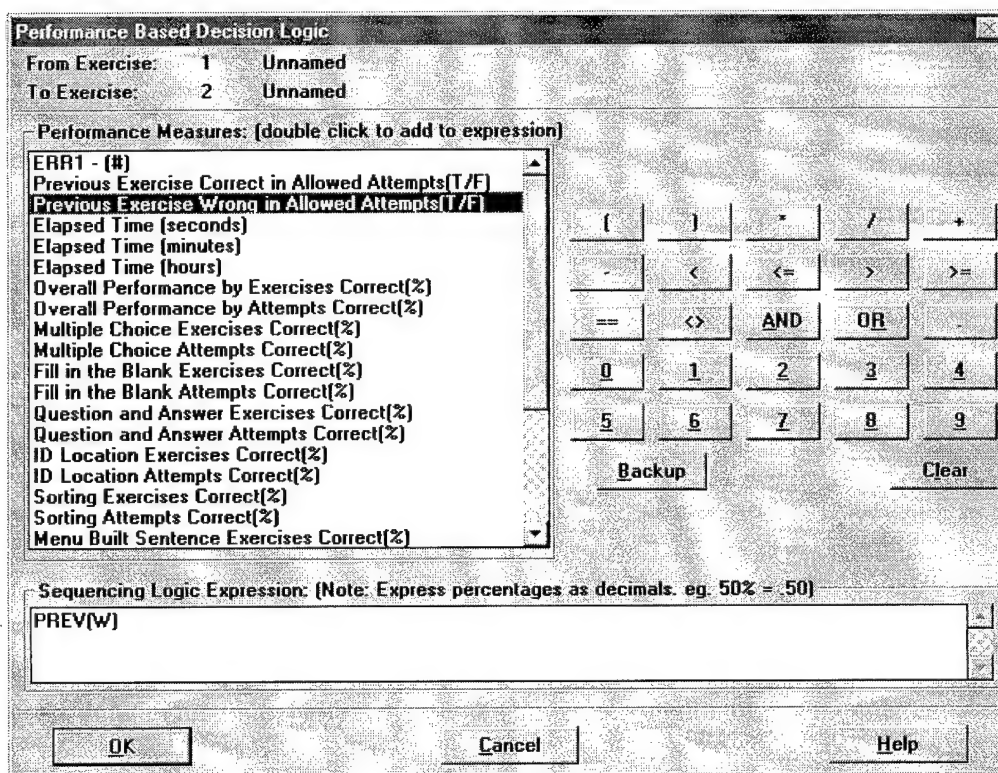 Performance Based Decision Logic
From Exercise: 1 Unnamed
To Exercise: 2 Unnamed
Performance Measures: (double click to add to expression)
ERR1 - (#)
Previous Exercise Correct in Allowed Attempts(T/F)
Previous Exercise Wrong in Allowed Attempts(T/F)
Elapsed Time (seconds)
Elapsed Time (minutes)
Elapsed Time (hours)
Overall Performance by Exercises Correct(%)
Overall Performance by Attempts Correct(%)
Multiple Choice Exercises Correct(%)
Multiple Choice Attempts Correct(%)
Fill in the Blank Exercises Correct(%)
Fill in the Blank Attempts Correct(%)
Question and Answer Exercises Correct(%)
Question and Answer Attempts Correct(%)
ID Location Exercises Correct(%)
ID Location Attempts Correct(%)
Sorting Exercises Correct(%)
Sorting Attempts Correct(%)
Menu Built Sentence Exercises Correct(%)
( ) * / +
- < <= > >=
== <> AND OR .
0 1 2 3 4
5 6 7 8 9
Backup Clear
Sequencing Logic Expression: (Note: Express percentages as decimals. eg. 50% = .50)
PREV(W)
OK Cancel Help